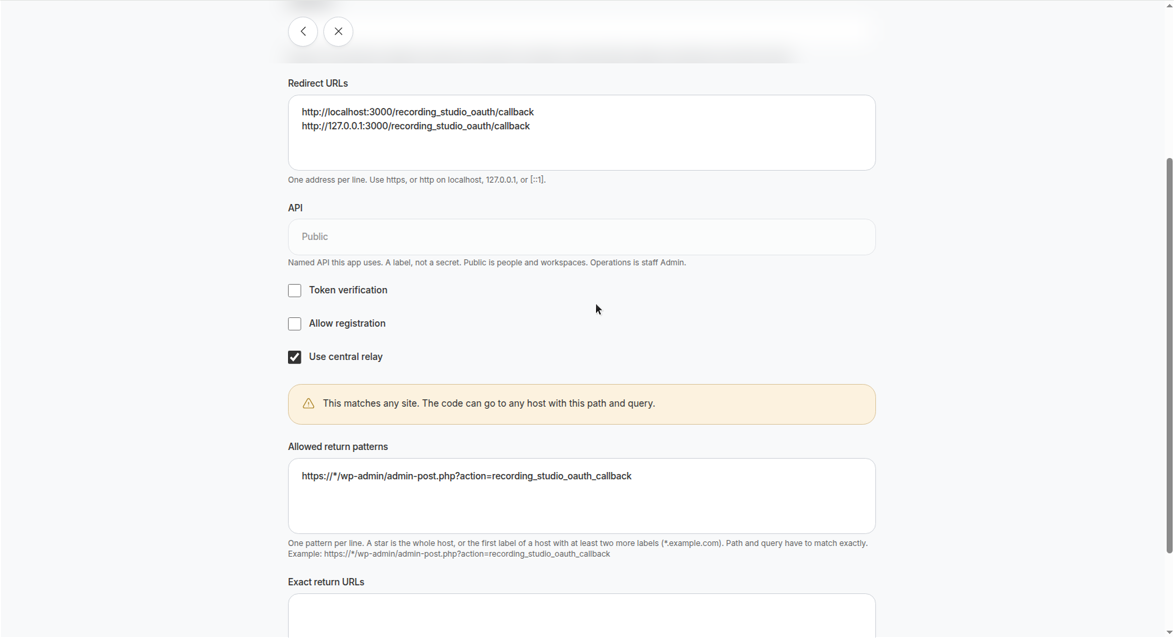 Redirect URLs
http://localhost:3000/recording_studio_oauth/callback
http://127.0.0.1:3000/recording_studio_oauth/callback
One address per line. Use https, or http on localhost, 127.0.0.1, or [::1].
API
Public
Named API this app uses. A label, not a secret. Public is people and workspaces. Operations is staff Admin.
Token verification
Allow registration
Use central relay
This matches any site. The code can go to any host with this path and query.
Allowed return patterns
https://*/wp-admin/admin-post.php?action=recording_studio_oauth_callback
One pattern per line. A star is the whole host, or the first label of a host with at least two more labels (*.example.com). Path and query have to match exactly.
Example: https://*/wp-admin/admin-post.php?action=recording_studio_oauth_callback
Exact return URLs